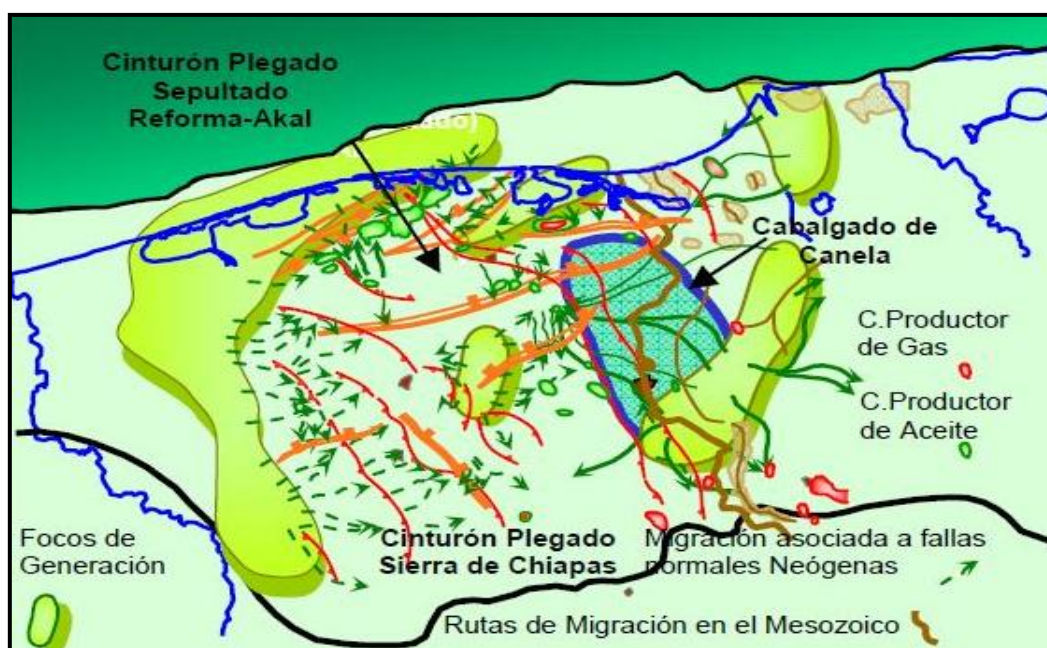 Cinturón Plegado
Sepultado
Reforma-Akal
Cabalgado de
Canela
C.Productor
de Gas
C.Productor
de Aceite
Focos de
Generación
Cinturón Plegado
Sierra de Chiapas
Migración asociada a fallas
normales Neógenas
Rutas de Migración en el Mesozoico